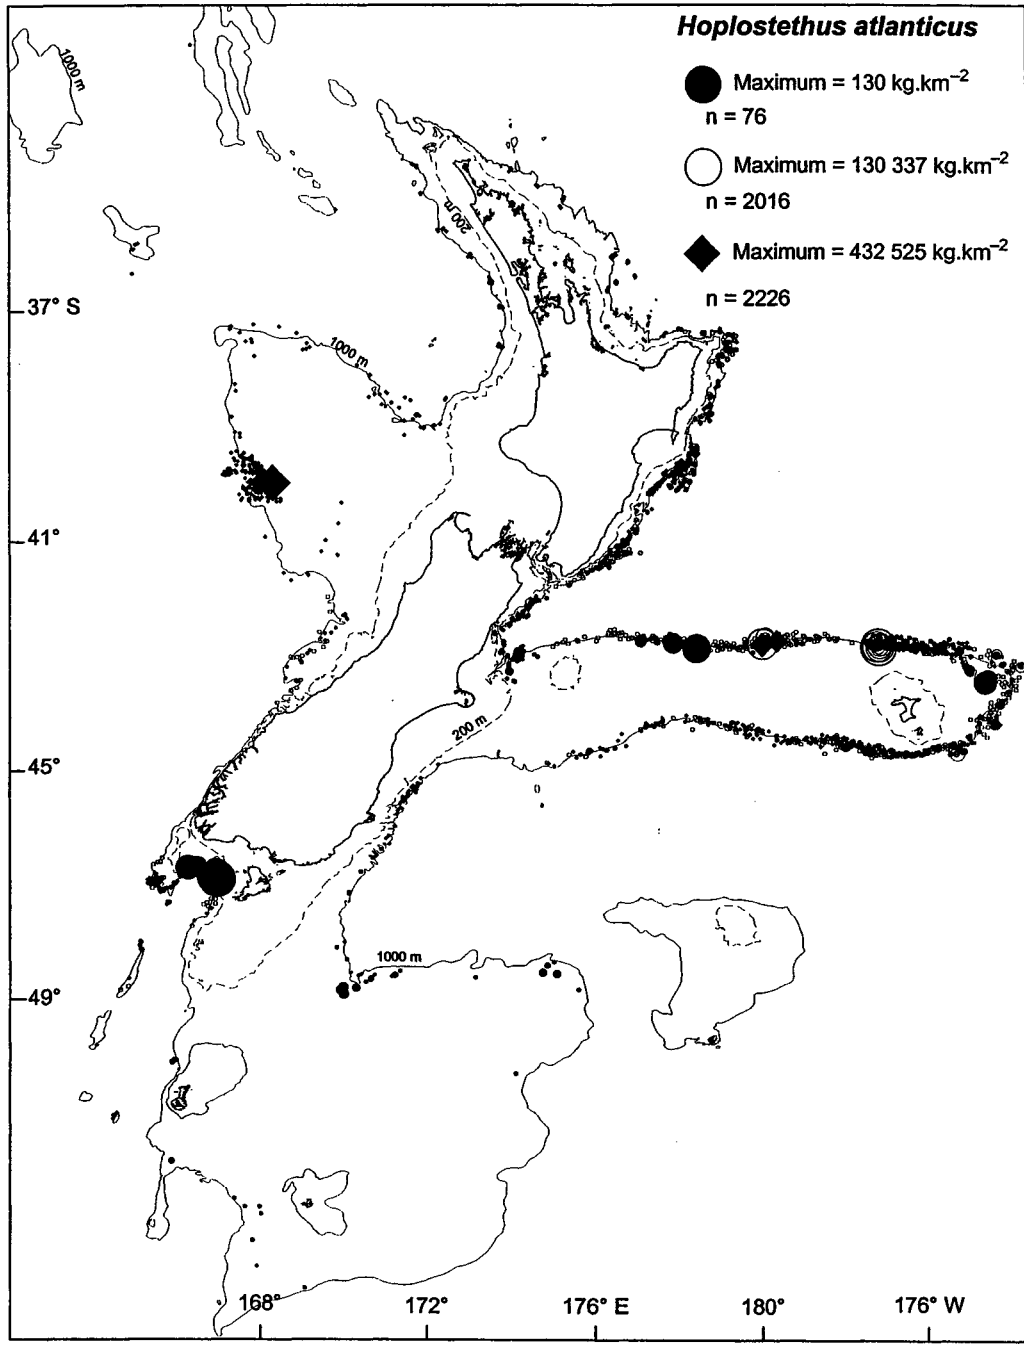 Hoplostethus atlanticus
Maximum = 130 kg.km⁻²
n = 76
Maximum = 130 337 kg.km⁻²
n = 2016
Maximum = 432 525 kg.km⁻²
n = 2226
1000 m
200 m
37° S
1000 m
41°
200 m
45°
1000 m
49°
168°
172°
176° E
180°
176° W